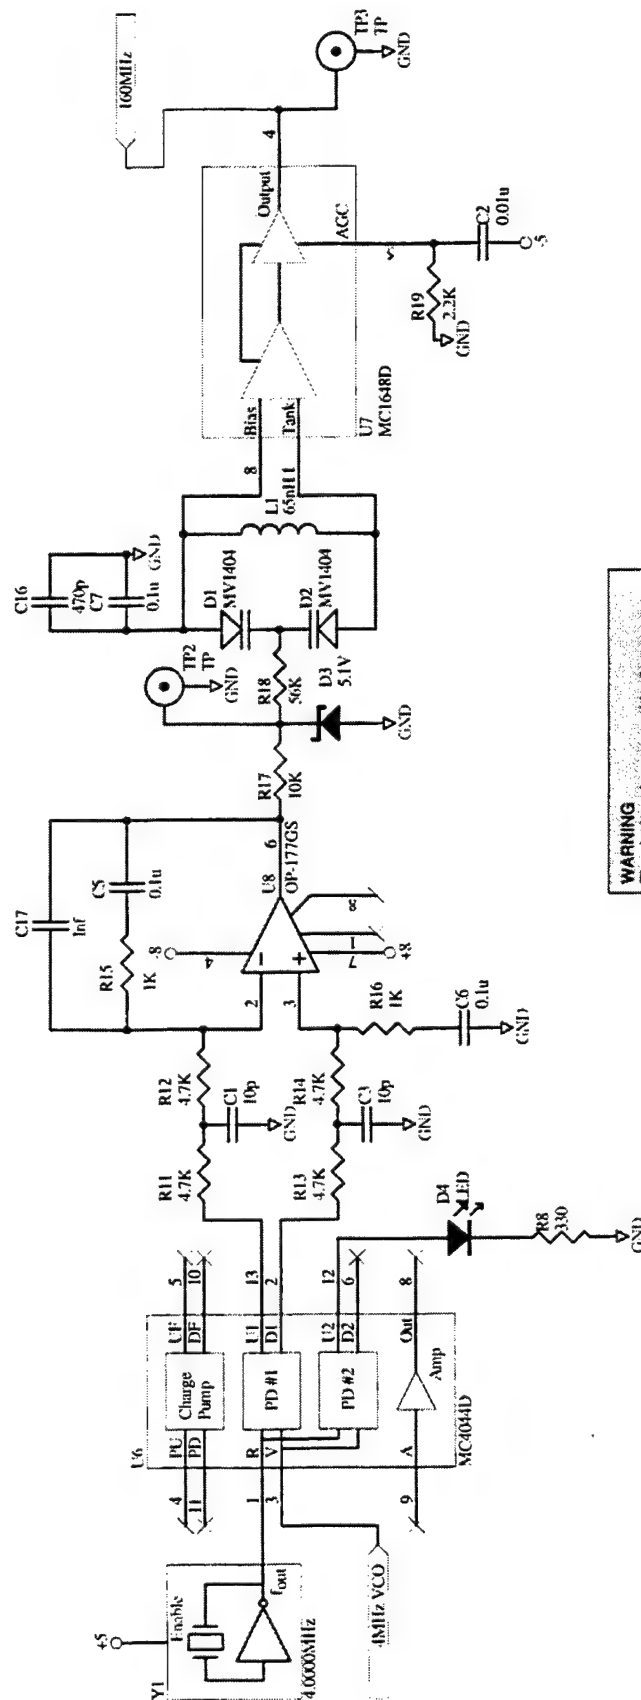 +5
Y1
Enable
fout
4.0000MHz
4MHz VCO
U6
4
PU
11
PD
Charge
Pump
UF
5
DF
10
1
R
3
V
PD #1
U1
13
D1
2
PD #2
U2
12
D2
6
9
A
Amp
Out
8
MC4044D
D4
LED
R8
330
GND
R11
4.7K
R12
4.7K
C1
10p
GND
R13
4.7K
R14
4.7K
C3
10p
GND
C17
1nf
R15
1K
C5
0.1u
-8
4
2
3
6
U8
OP-177GS
7
1
8
+8
R16
1K
C6
0.1u
GND
R17
10K
TP2
TP
GND
R18
56K
D3
5.1V
GND
C16
470p
C7
0.1u
GND
D1
MV1404
D2
MV1404
L1
65nH
8
Bias
1
Tank
U7
MC1648D
Output
4
AGC
5
R19
2.2K
GND
C2
0.01u
-5
160MHz
TP3
TP
GND
WARNING